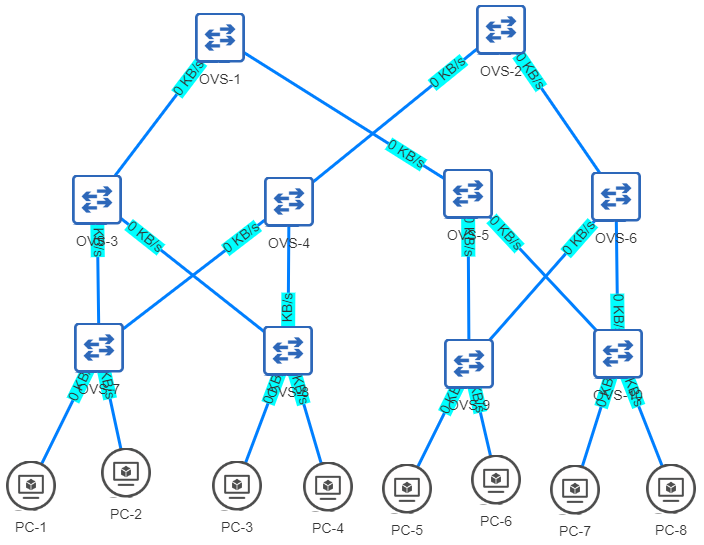 0 KB/s
OVS-1
0 KB/s
OVS-2
0 KB/s
0 KB/s
OVS-3
KB/s
0 KB/s
OVS-4
0 KB/s
OVS-5
0 KB/s
0 KB/s
OVS-6
0 KB/s
KB/s
0 KB/
OVS-7
0 KB
KB/s
OVS-8
0 KB
KB/s
OVS-9
0 KB
KB/s
OVS-10
0 KB
KB/s
PC-1
PC-2
PC-3
PC-4
PC-5
PC-6
PC-7
PC-8